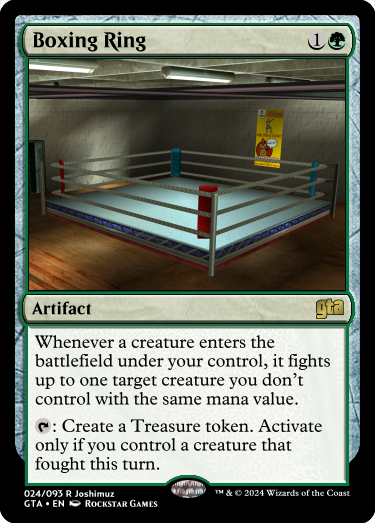 Boxing Ring 1
Artifact gta
Whenever a creature enters the
battlefield under your control, it fights
up to one target creature you don't
control with the same mana value.
: Create a Treasure token. Activate
only if you control a creature that
fought this turn.
024/093 R Joshimuz
GTA • EN Rockstar Games
™ & © 2024 Wizards of the Coast